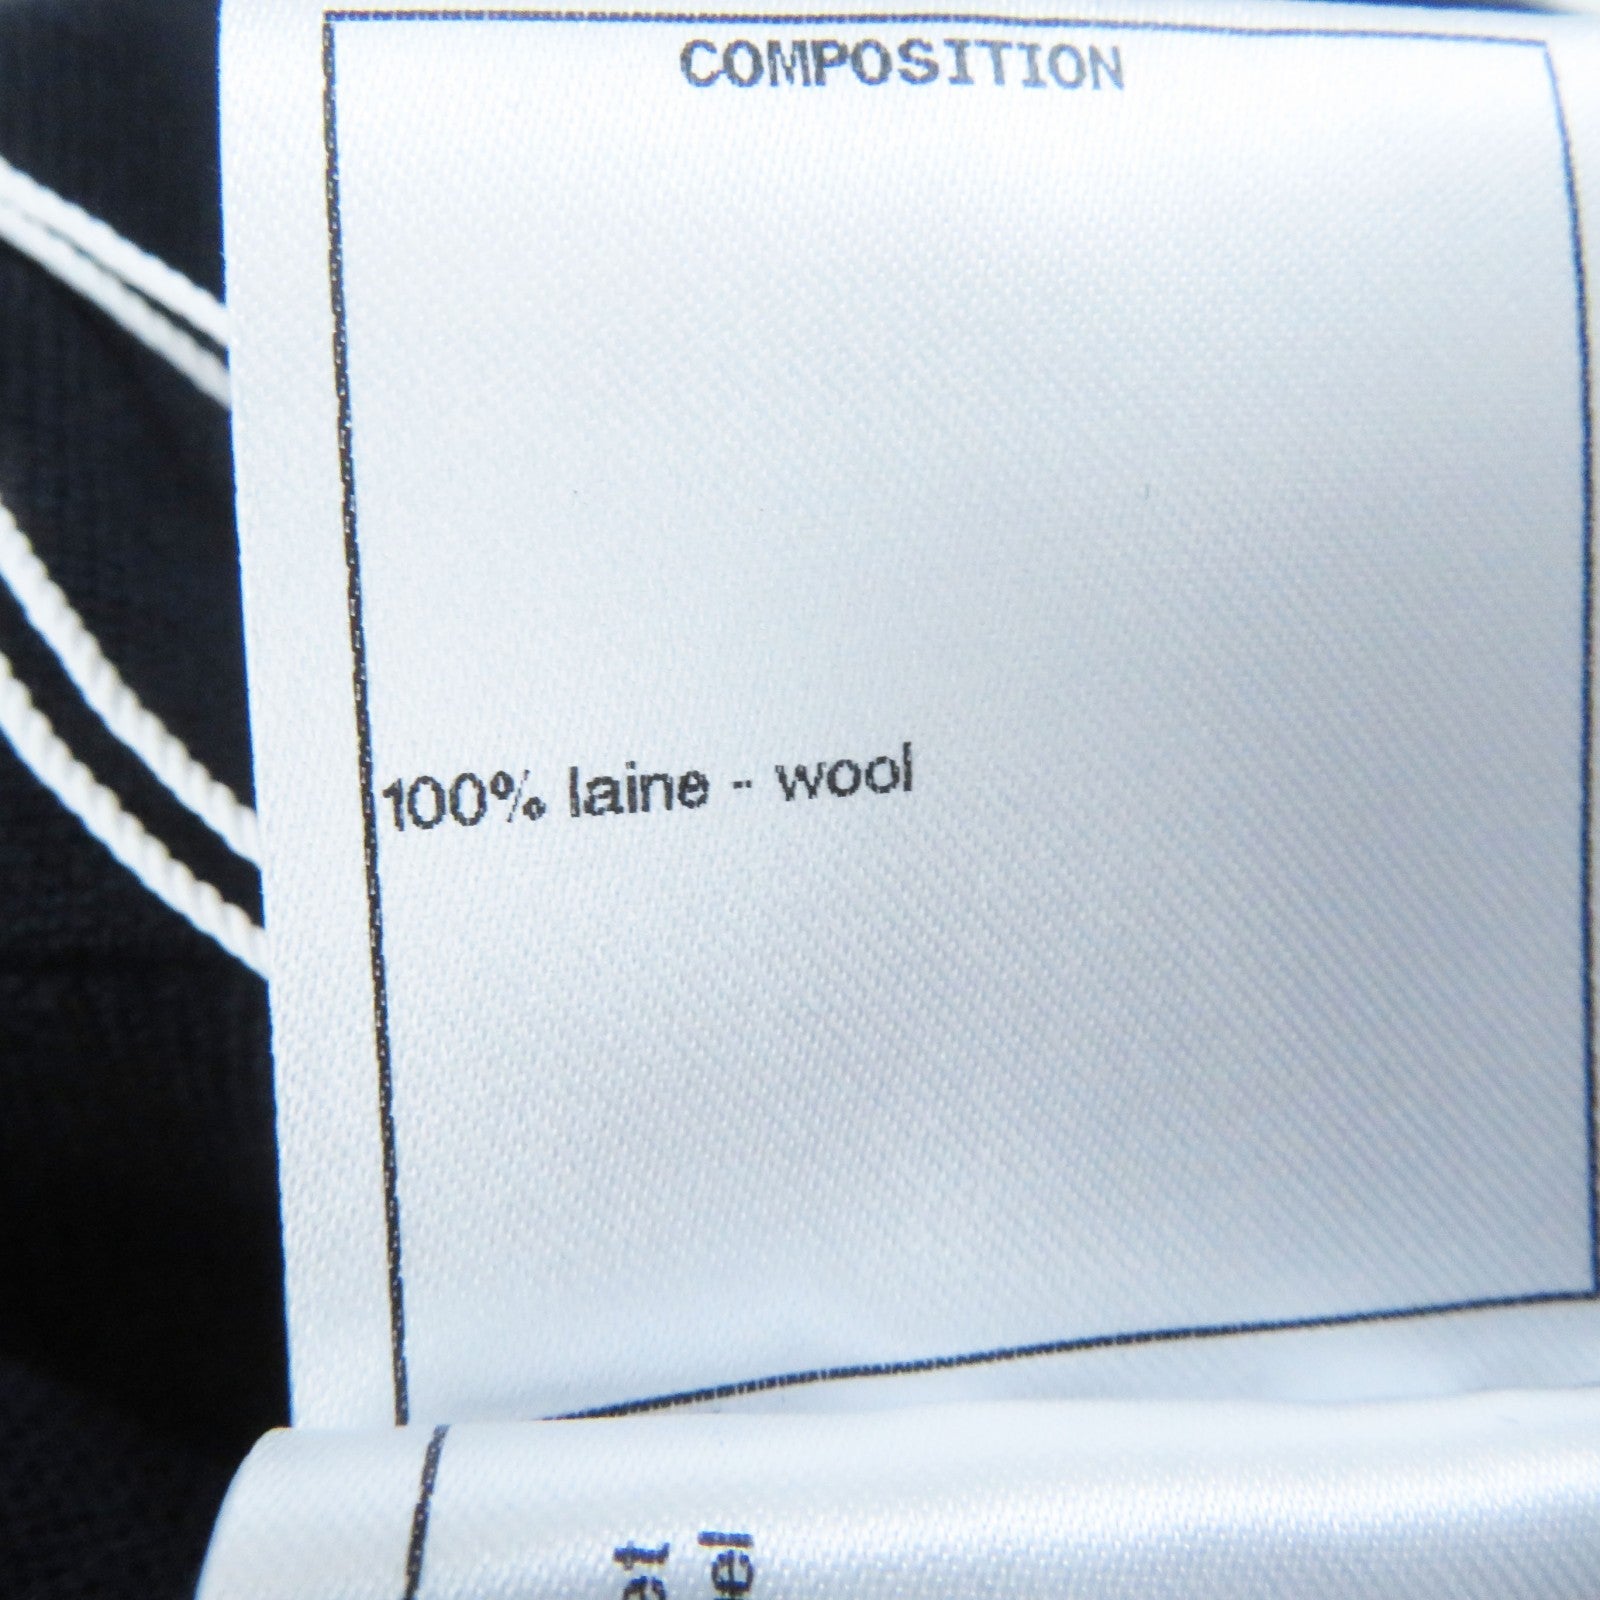 COMPOSITION
100% laine - wool